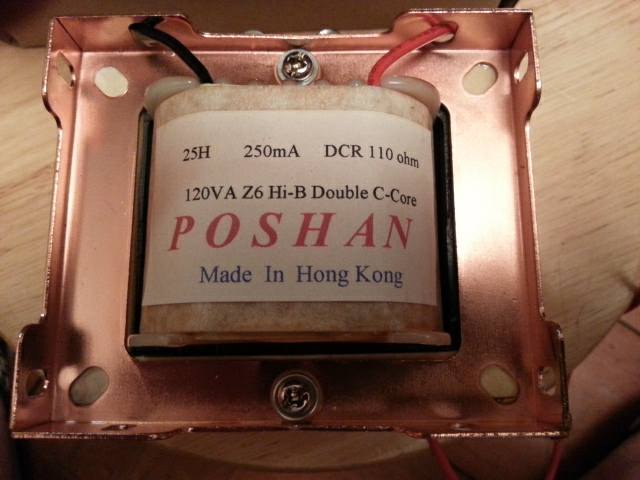 25H 250mA DCR 110 ohm
120VA Z6 Hi-B Double C-Core
POSHAN
Made In Hong Kong